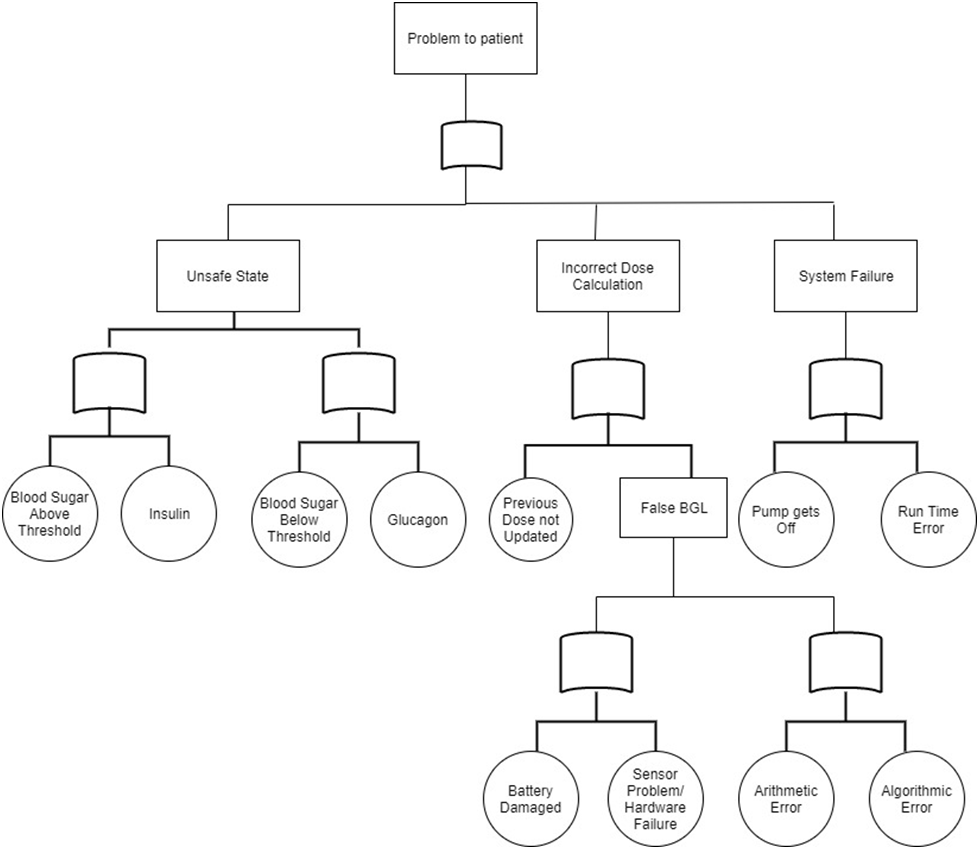 Problem to patient
Unsafe State
Incorrect Dose
Calculation
System Failure
Blood Sugar
Above
Threshold
Insulin
Blood Sugar
Below
Threshold
Glucagon
Previous
Dose not
Updated
False BGL
Pump gets
Off
Run Time
Error
Battery
Damaged
Sensor
Problem/
Hardware
Failure
Arithmetic
Error
Algorithmic
Error